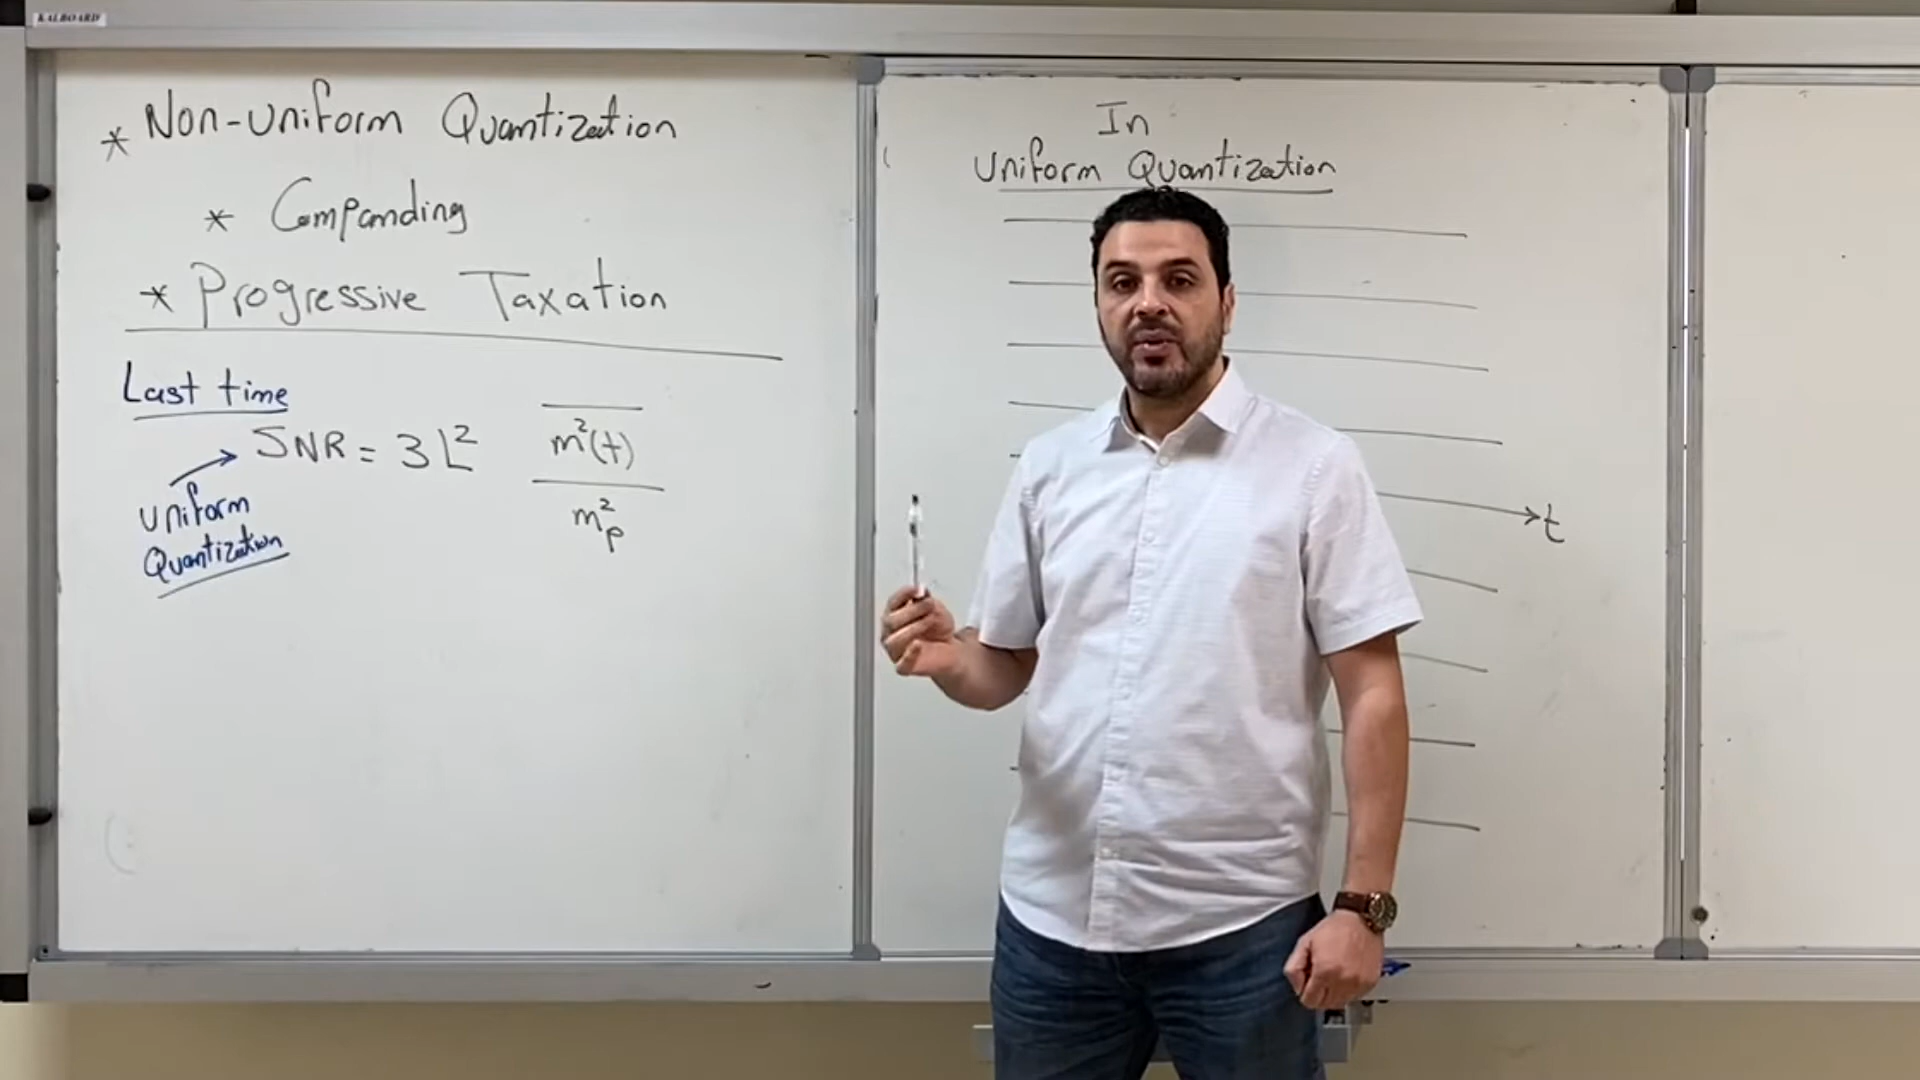 KALBOARD
* Non-uniform Quantization
* Companding
* Progressive Taxation
Last time
SNR = 3L² m²(t) / m²p
uniform
Quantization
In
Uniform Quantization
t